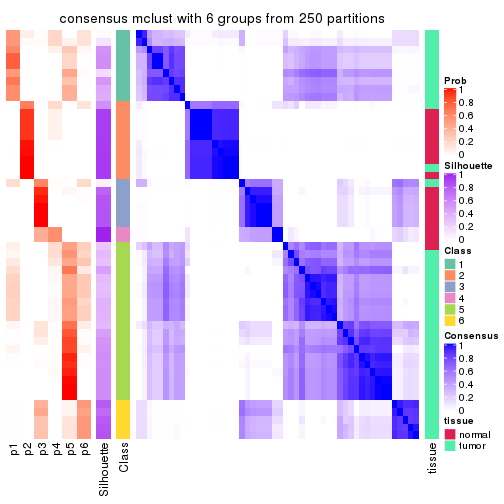 consensus mclust with 6 groups from 250 partitions
Prob
1
0.8
0.6
0.4
0.2
0
Silhouette
1
0.8
0.6
0.4
0.2
0
Class
1
2
3
4
5
6
Consensus
1
0.8
0.6
0.4
0.2
0
tissue
normal
tumor
p1
p2
p3
p4
p5
p6
Silhouette
Class
tissue